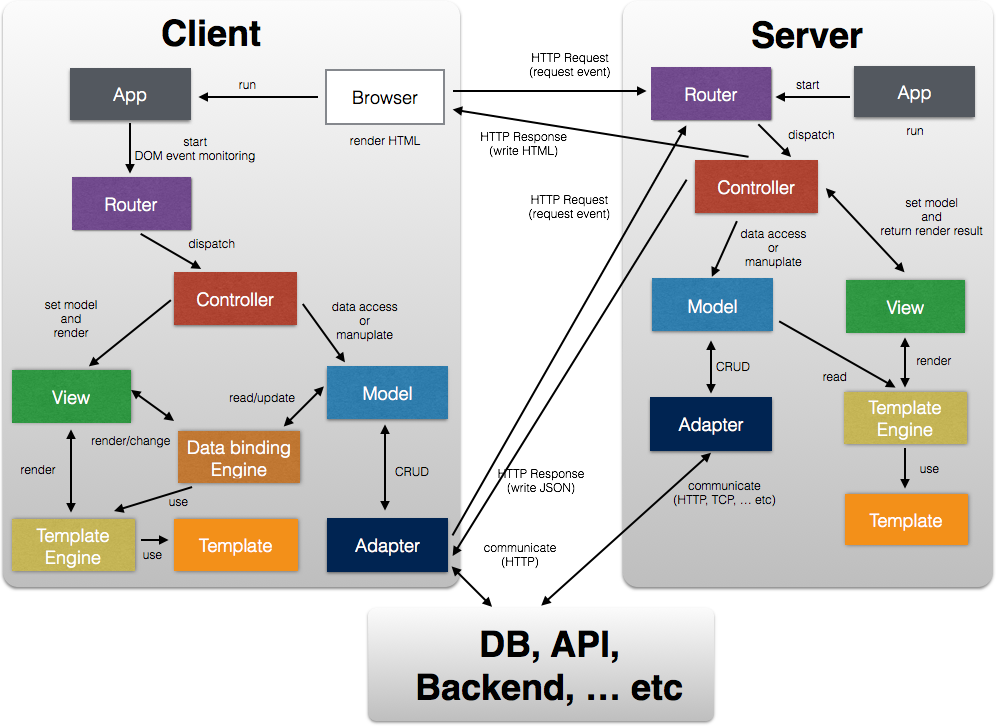 Client
App
run
Browser
render HTML
start
DOM event monitoring
Router
dispatch
Controller
set model
and
render
data access
or
manuplate
View
read/update
Model
render/change
Data binding
Engine
render
CRUD
use
Template
Engine
use
Template
Adapter
HTTP Request
(request event)
HTTP Response
(write HTML)
HTTP Request
(request event)
HTTP Response
(write JSON)
communicate
(HTTP)
Server
Router
start
App
run
dispatch
Controller
set model
and
return render result
data access
or
manuplate
Model
View
CRUD
read
render
Adapter
Template
Engine
communicate
(HTTP, TCP, ... etc)
use
Template
DB, API,
Backend, ... etc